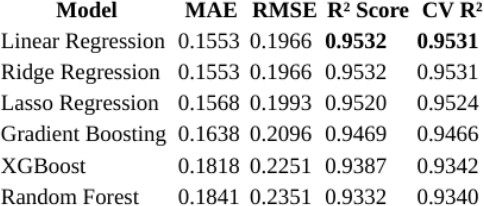 Model MAE RMSE R² Score CV R²
Linear Regression 0.1553 0.1966 0.9532 0.9531
Ridge Regression 0.1553 0.1966 0.9532 0.9531
Lasso Regression 0.1568 0.1993 0.9520 0.9524
Gradient Boosting 0.1638 0.2096 0.9469 0.9466
XGBoost 0.1818 0.2251 0.9387 0.9342
Random Forest 0.1841 0.2351 0.9332 0.9340